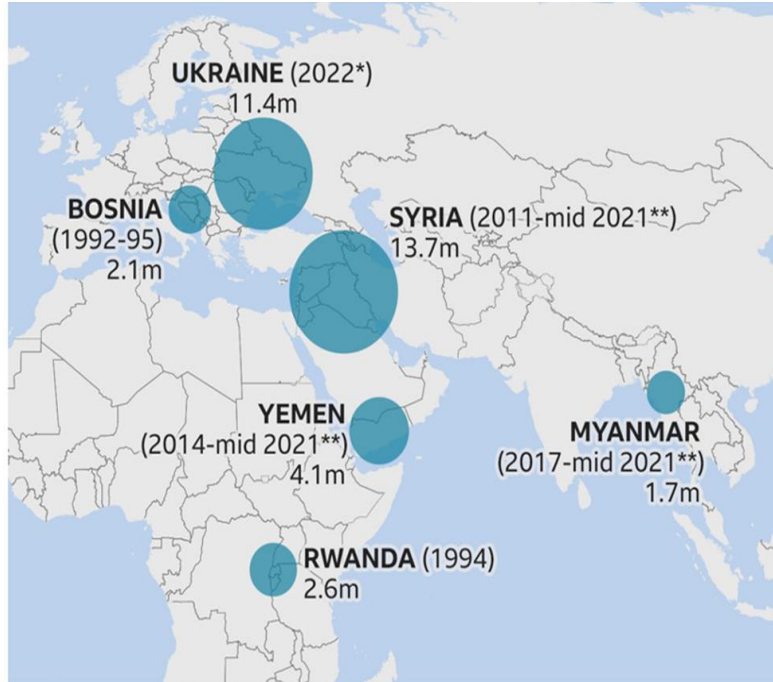 UKRAINE (2022*)
11.4m
BOSNIA
(1992-95)
2.1m
SYRIA (2011-mid 2021**)
13.7m
YEMEN
(2014-mid 2021**)
4.1m
MYANMAR
(2017-mid 2021**)
1.7m
RWANDA (1994)
2.6m